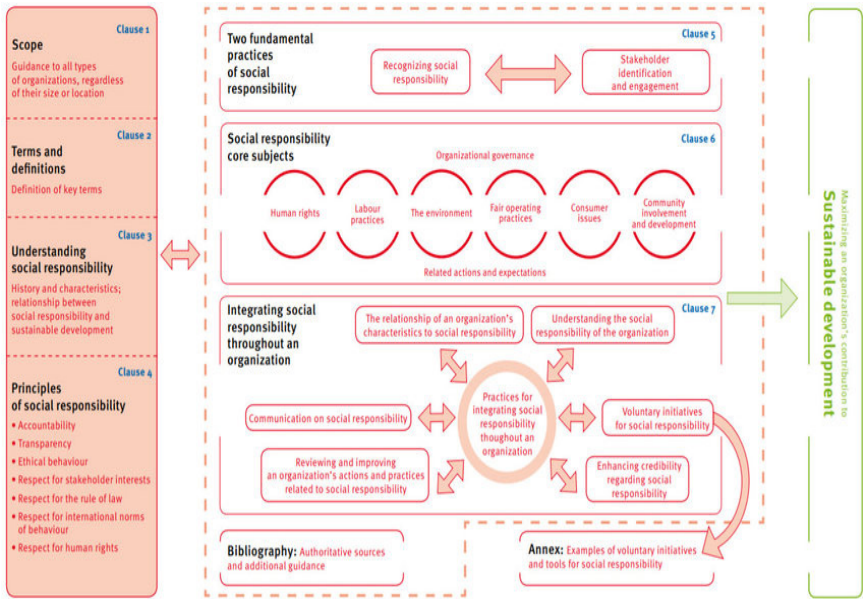 Clause 1
Scope
Guidance to all types
of organizations, regardless
of their size or location
Clause 2
Terms and
definitions
Definition of key terms
Clause 3
Understanding
social responsibility
History and characteristics;
relationship between
social responsibility and
sustainable development
Clause 4
Principles
of social responsibility
• Accountability
• Transparency
• Ethical behaviour
• Respect for stakeholder interests
• Respect for the rule of law
• Respect for international norms
of behaviour
• Respect for human rights
Two fundamental
practices
of social
responsibility
Clause 5
Recognizing social
responsibility
Stakeholder
identification
and engagement
Social responsibility
core subjects
Clause 6
Organizational governance
Human rights
Labour
practices
The environment
Fair operating
practices
Consumer
issues
Community
involvement
and development
Related actions and expectations
Integrating social
responsibility
throughout an
organization
Clause 7
The relationship of an organization's
characteristics to social responsibility
Understanding the social
responsibility of the organization
Practices for
integrating social
responsibility
thoughout an
organization
Communication on social responsibility
Voluntary initiatives
for social responsibility
Reviewing and improving
an organization's actions and practices
related to social responsibility
Enhancing credibility
regarding social
responsibility
Bibliography: Authoritative sources
and additional guidance
Annex: Examples of voluntary initiatives
and tools for social responsibility
Maximizing an organization's contribution to
Sustainable development